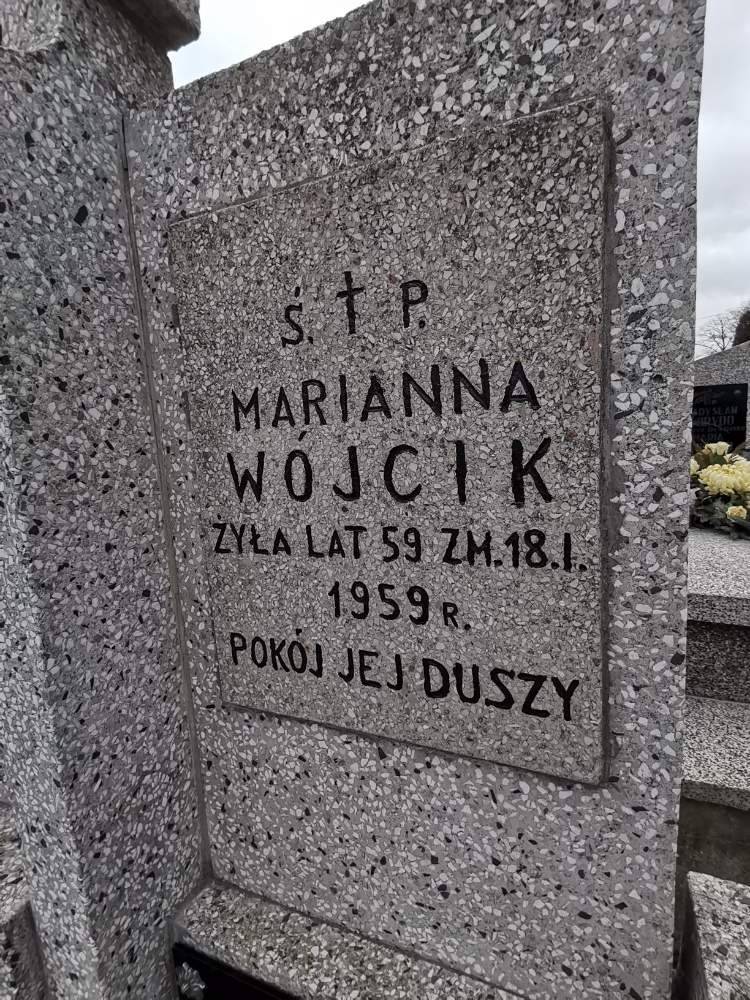 Ś. † P.
MARIANNA
WÓJCIK
ŻYŁA LAT 59 ZM.18.I.
1959 R.
POKÓJ JEJ DUSZY